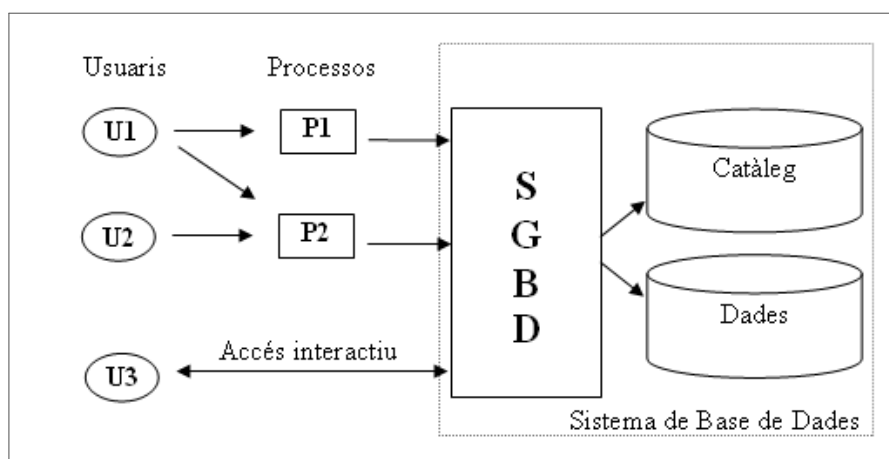 Usuaris
Processos
U1
P1
U2
P2
U3
Accés interactiu
S
G
B
D
Catàleg
Dades
Sistema de Base de Dades